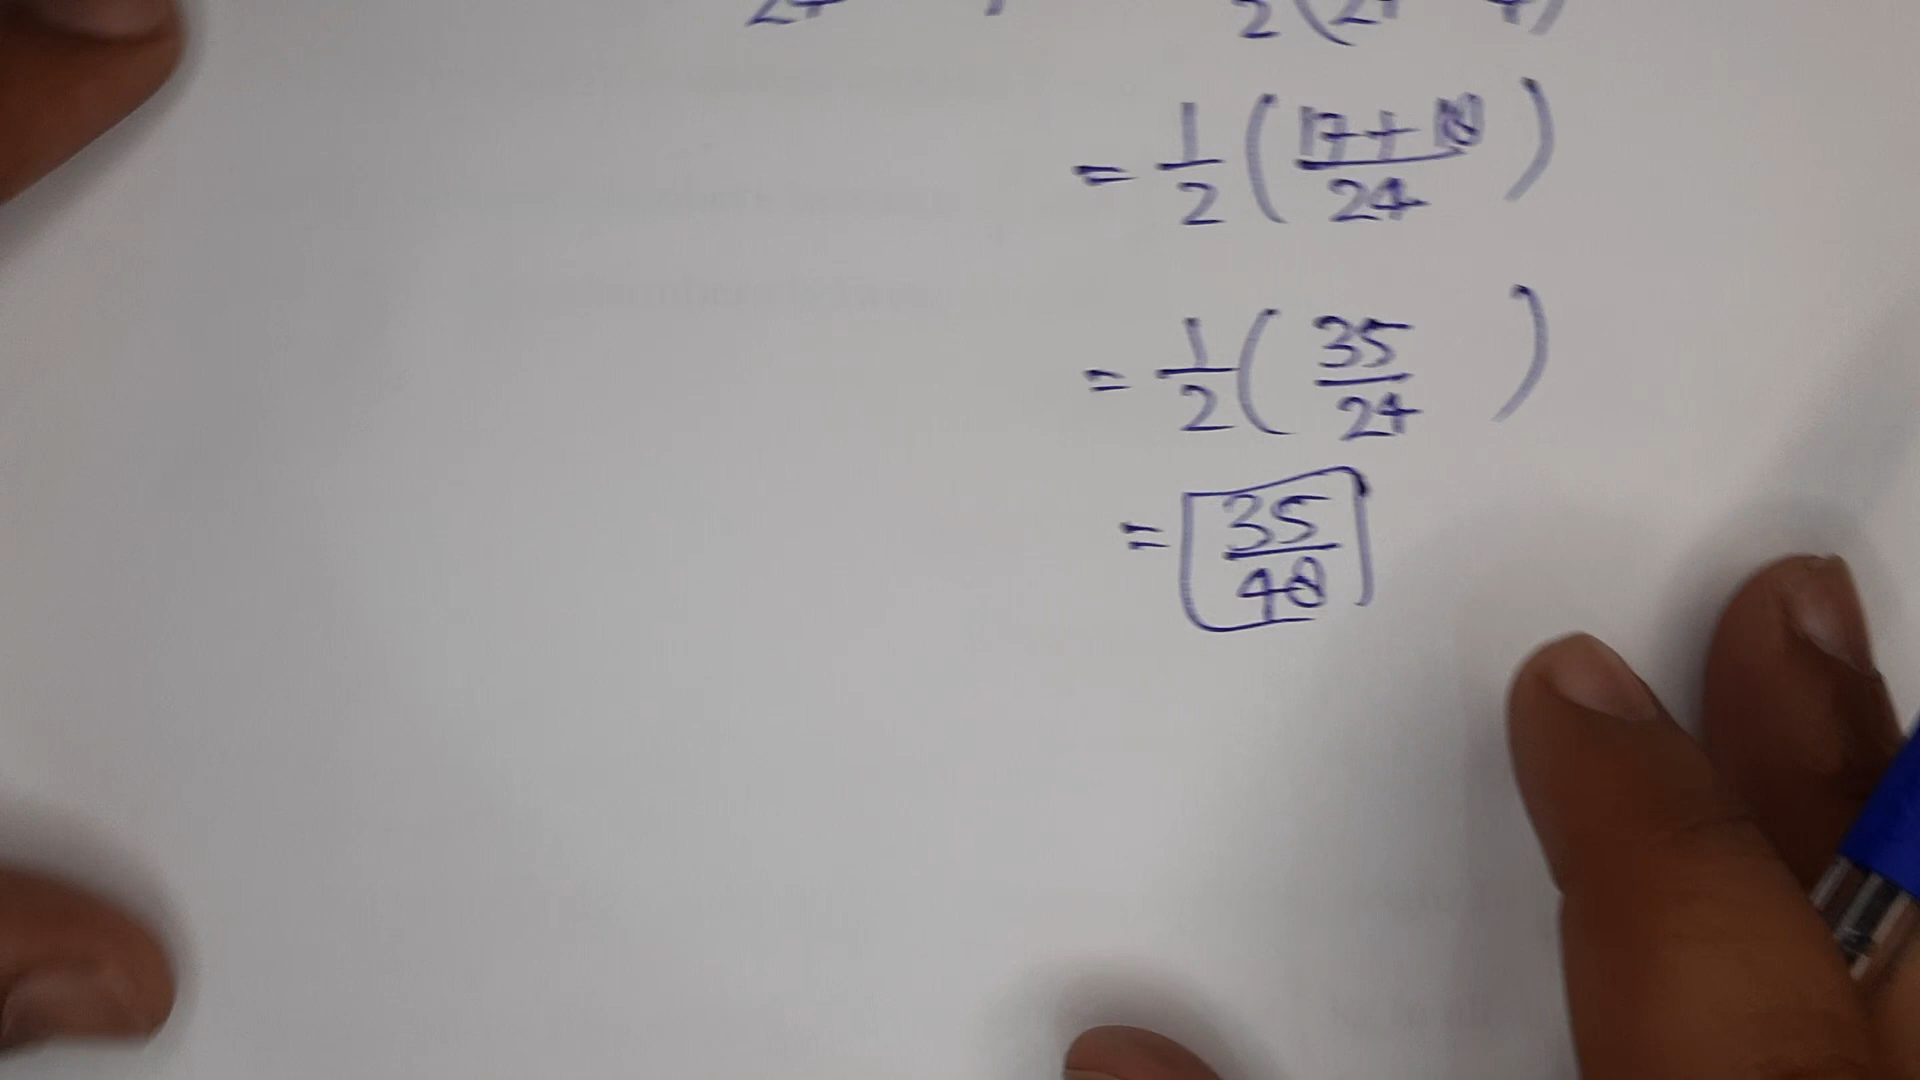 = 1/2 ( (17+18)/24 )
= 1/2 ( 35/24 )
= 35/48